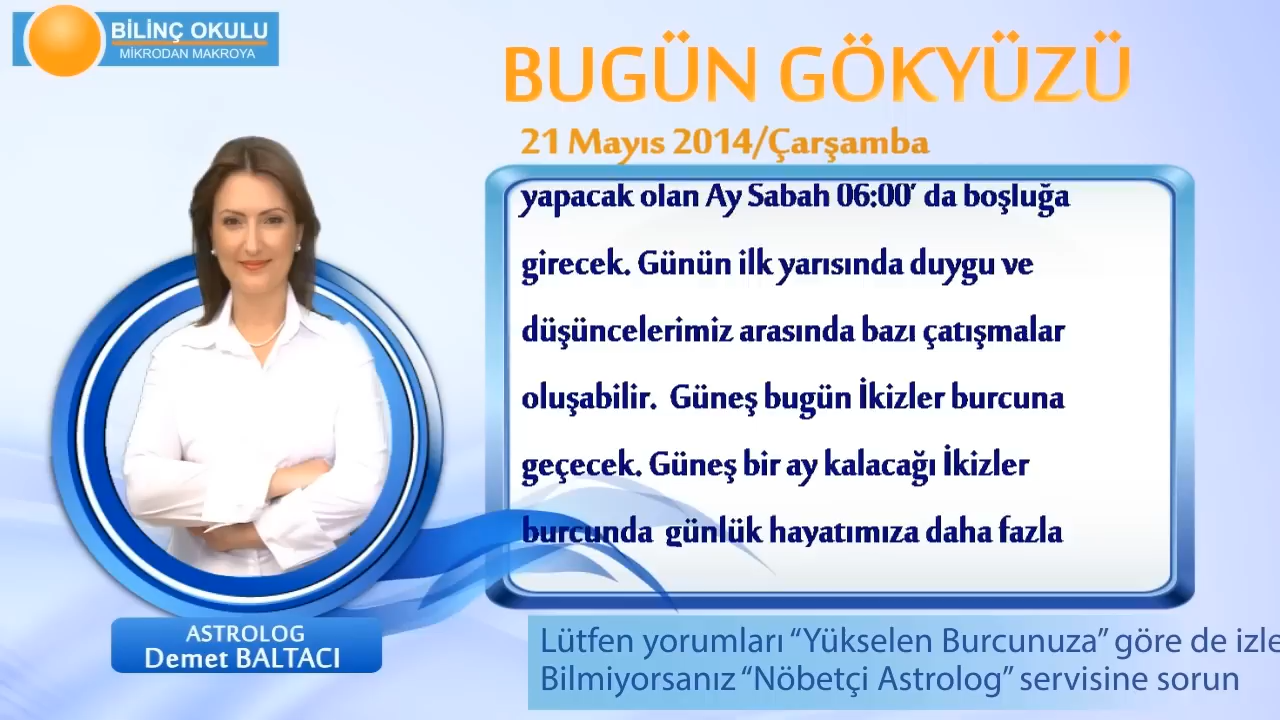 BİLİNÇ OKULU
MİKRODAN MAKROYA
BUGÜN GÖKYÜZÜ
21 Mayıs 2014/Çarşamba
yapacak olan Ay Sabah 06:00’ da boşluğa
girecek. Günün ilk yarısında duygu ve
düşüncelerimiz arasında bazı çatışmalar
oluşabilir.  Güneş bugün İkizler burcuna
geçecek. Güneş bir ay kalacağı İkizler
burcunda  günlük hayatımıza daha fazla
ASTROLOG
Demet BALTACI
Lütfen yorumları “Yükselen Burcunuza” göre de izle
Bilmiyorsanız “Nöbetçi Astrolog” servisine sorun